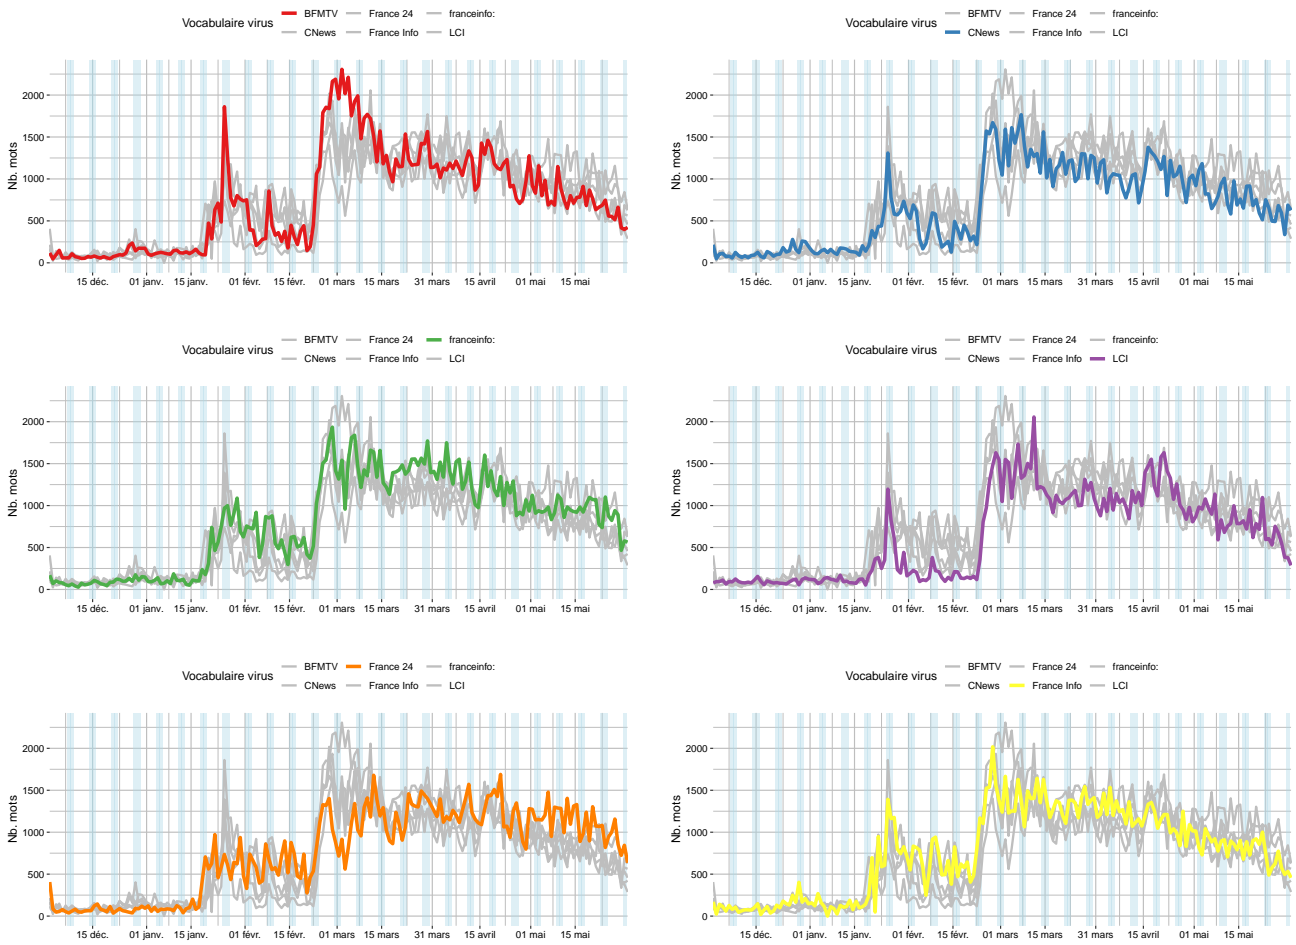 Vocabulaire virus
BFMTV France 24 franceinfo:
CNews France Info LCI
Nb. mots
2000
1500
1000
500
0
15 déc. 01 janv. 15 janv. 01 févr. 15 févr. 01 mars 15 mars 31 mars 15 avril 01 mai 15 mai
Vocabulaire virus
BFMTV France 24 franceinfo:
CNews France Info LCI
Nb. mots
2000
1500
1000
500
0
15 déc. 01 janv. 15 janv. 01 févr. 15 févr. 01 mars 15 mars 31 mars 15 avril 01 mai 15 mai
Vocabulaire virus
BFMTV France 24 franceinfo:
CNews France Info LCI
Nb. mots
2000
1500
1000
500
0
15 déc. 01 janv. 15 janv. 01 févr. 15 févr. 01 mars 15 mars 31 mars 15 avril 01 mai 15 mai
Vocabulaire virus
BFMTV France 24 franceinfo:
CNews France Info LCI
Nb. mots
2000
1500
1000
500
0
15 déc. 01 janv. 15 janv. 01 févr. 15 févr. 01 mars 15 mars 31 mars 15 avril 01 mai 15 mai
Vocabulaire virus
BFMTV France 24 franceinfo:
CNews France Info LCI
Nb. mots
2000
1500
1000
500
0
15 déc. 01 janv. 15 janv. 01 févr. 15 févr. 01 mars 15 mars 31 mars 15 avril 01 mai 15 mai
Vocabulaire virus
BFMTV France 24 franceinfo:
CNews France Info LCI
Nb. mots
2000
1500
1000
500
0
15 déc. 01 janv. 15 janv. 01 févr. 15 févr. 01 mars 15 mars 31 mars 15 avril 01 mai 15 mai